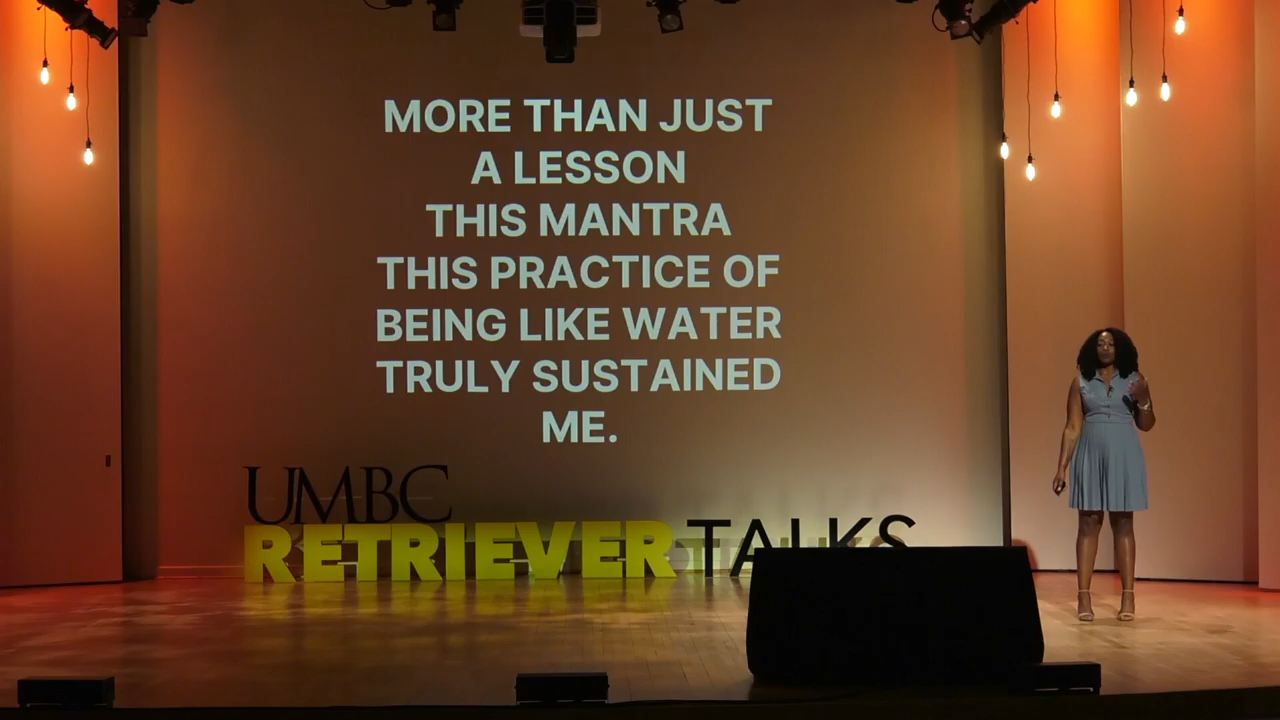 MORE THAN JUST
A LESSON
THIS MANTRA
THIS PRACTICE OF
BEING LIKE WATER
TRULY SUSTAINED
ME.
UMBC
RETRIEVER TALKS